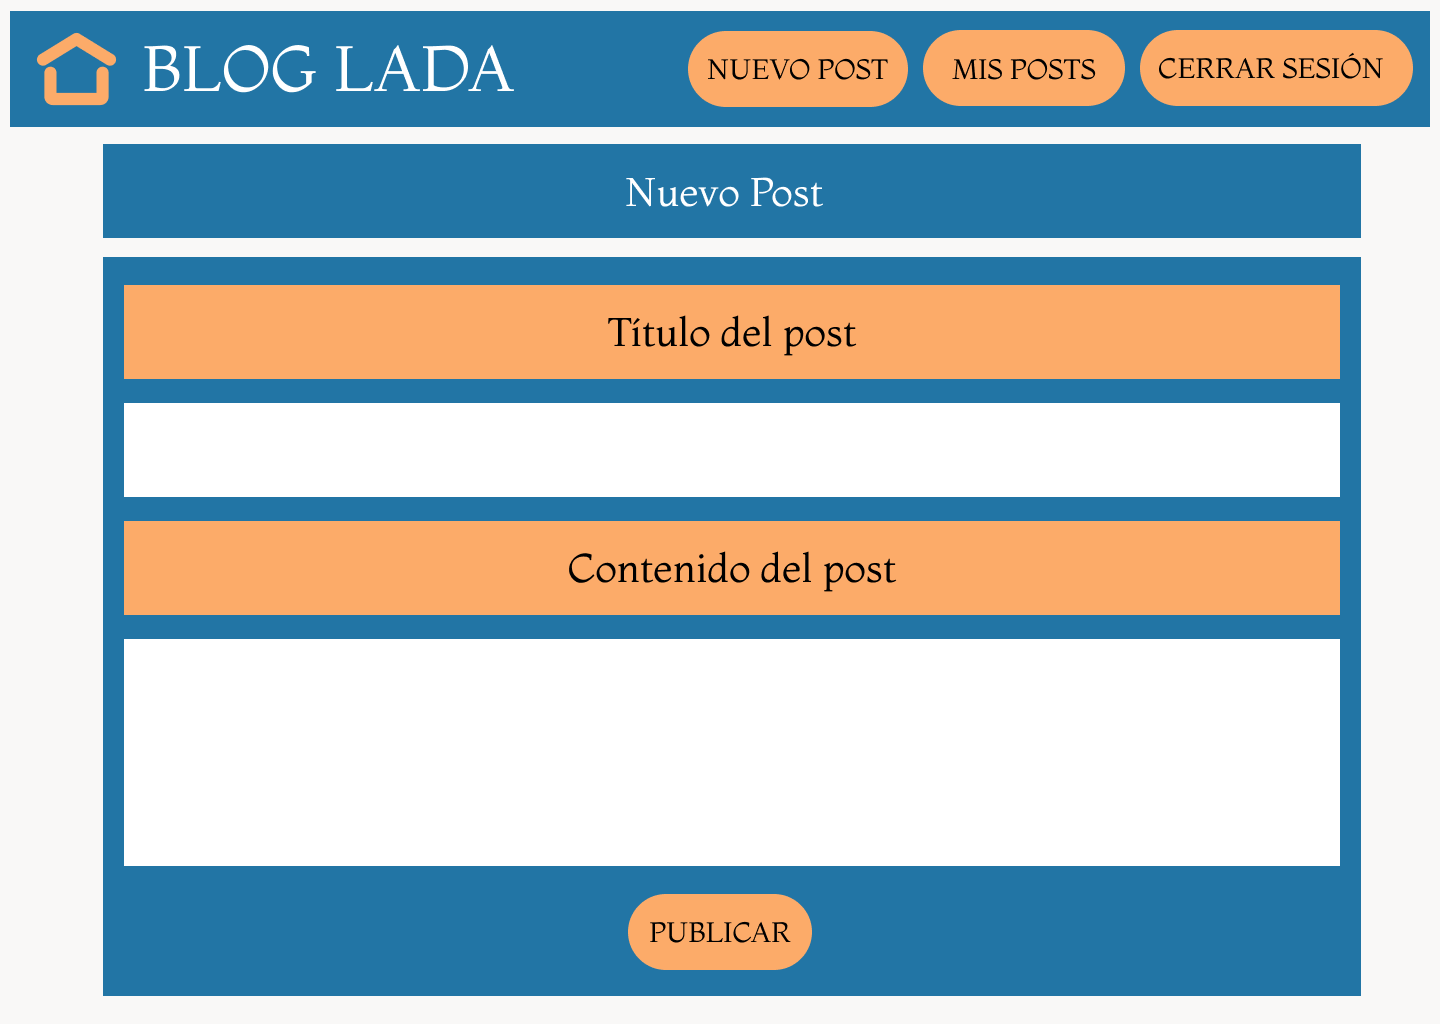 BLOG LADA
NUEVO POST
MIS POSTS
CERRAR SESIÓN
Nuevo Post
Título del post
Contenido del post
PUBLICAR